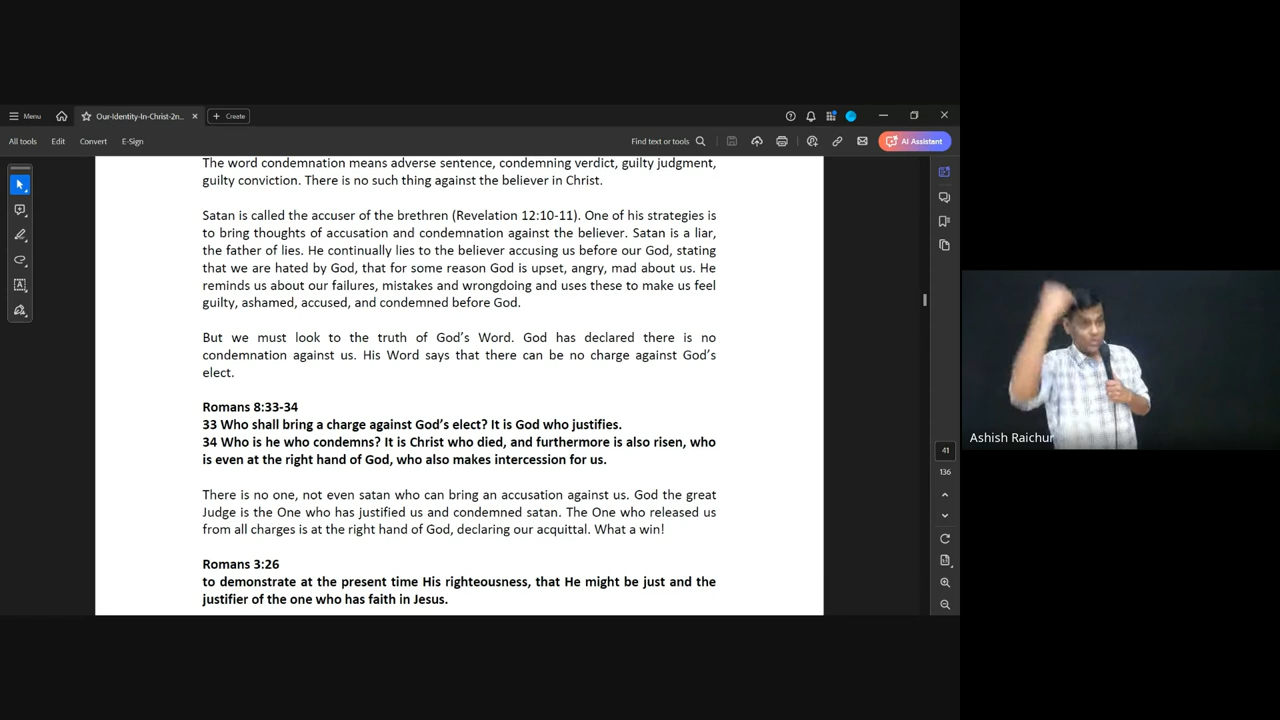 Menu
Our-Identity-In-Christ-2n...
Create
All tools
Edit
Convert
E-Sign
Find text or tools
AI Assistant
The word condemnation means adverse sentence, condemning verdict, guilty judgment,
guilty conviction. There is no such thing against the believer in Christ.
Satan is called the accuser of the brethren (Revelation 12:10-11). One of his strategies is
to bring thoughts of accusation and condemnation against the believer. Satan is a liar,
the father of lies. He continually lies to the believer accusing us before our God, stating
that we are hated by God, that for some reason God is upset, angry, mad about us. He
reminds us about our failures, mistakes and wrongdoing and uses these to make us feel
guilty, ashamed, accused, and condemned before God.
But we must look to the truth of God's Word. God has declared there is no
condemnation against us. His Word says that there can be no charge against God's
elect.
Romans 8:33-34
33 Who shall bring a charge against God's elect? It is God who justifies.
34 Who is he who condemns? It is Christ who died, and furthermore is also risen, who
is even at the right hand of God, who also makes intercession for us.
There is no one, not even satan who can bring an accusation against us. God the great
Judge is the One who has justified us and condemned satan. The One who released us
from all charges is at the right hand of God, declaring our acquittal. What a win!
Romans 3:26
to demonstrate at the present time His righteousness, that He might be just and the
justifier of the one who has faith in Jesus.
41
136
Ashish Raichur